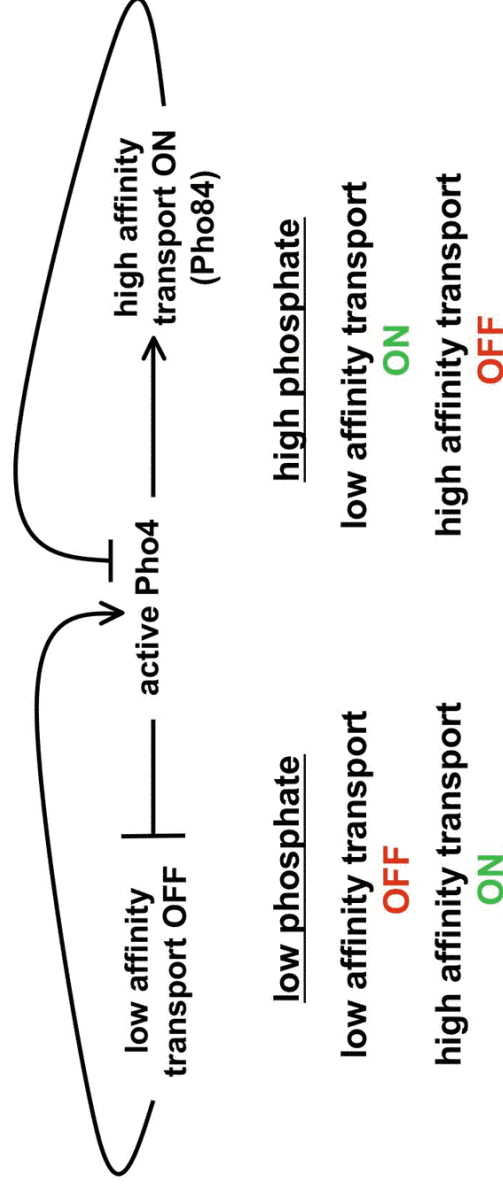 low affinity
transport OFF
active Pho4
high affinity
transport ON
(Pho84)
low phosphate
low affinity transport
OFF
high affinity transport
ON
high phosphate
low affinity transport
ON
high affinity transport
OFF